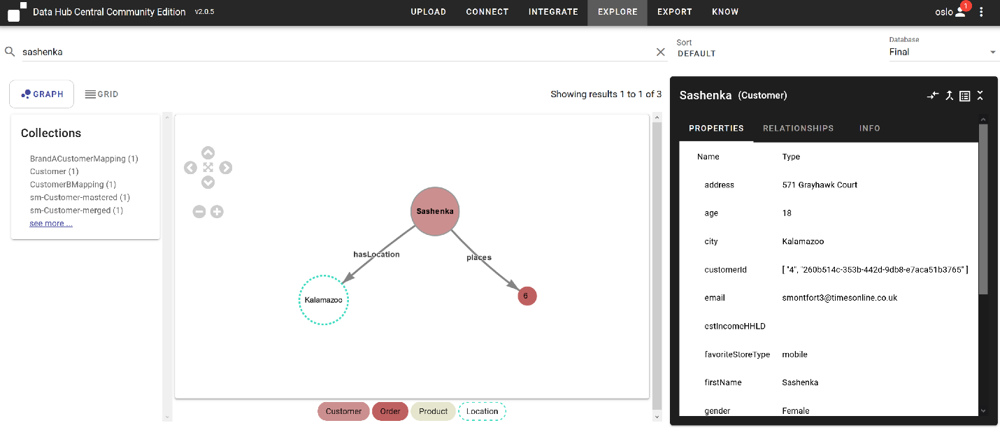 Data Hub Central Community Edition v2.0.5 UPLOAD CONNECT INTEGRATE EXPLORE EXPORT KNOW oslo 1
sashenka
Sort
DEFAULT
Database
Final
GRAPH GRID Showing results 1 to 1 of 3
Collections
BrandACustomerMapping (1)
Customer (1)
CustomerBMapping (1)
sm-Customer-mastered (1)
sm-Customer-merged (1)
see more ...
Sashenka
hasLocation
places
Kalamazoo
6
Customer Order Product Location
Sashenka (Customer)
PROPERTIES RELATIONSHIPS INFO
Name Type
address 571 Grayhawk Court
age 18
city Kalamazoo
customerId [ "4", "260b514c-353b-442d-9db8-e7aca51b3765" ]
email smontfort3@timesonline.co.uk
estIncomeHHLD
favoriteStoreType mobile
firstName Sashenka
gender Female